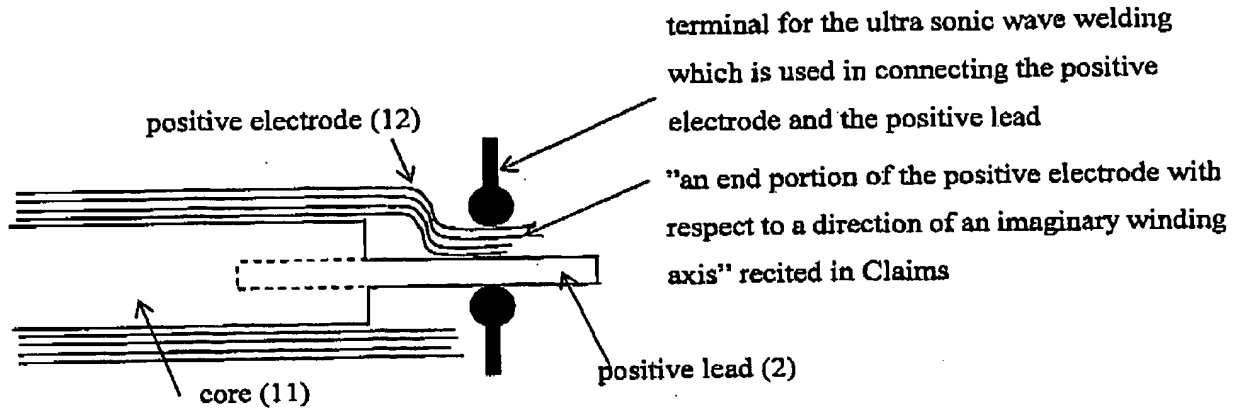 terminal for the ultra sonic wave welding
which is used in connecting the positive
electrode and the positive lead
positive electrode (12)
”an end portion of the positive electrode with
respect to a direction of an imaginary winding
axis” recited in Claims
positive lead (2)
core (11)